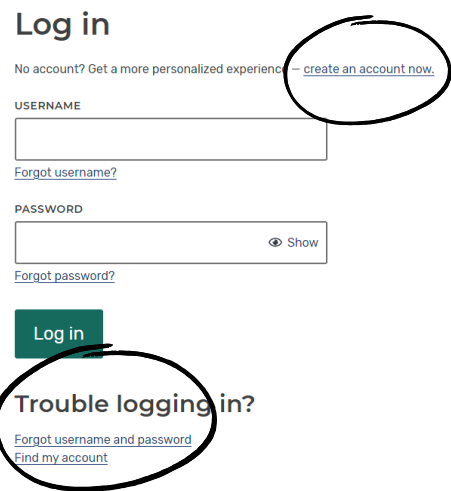 Log in
No account? Get a more personalized experience – create an account now.
USERNAME
Forgot username?
PASSWORD
Show
Forgot password?
Log in
Trouble logging in?
Forgot username and password
Find my account